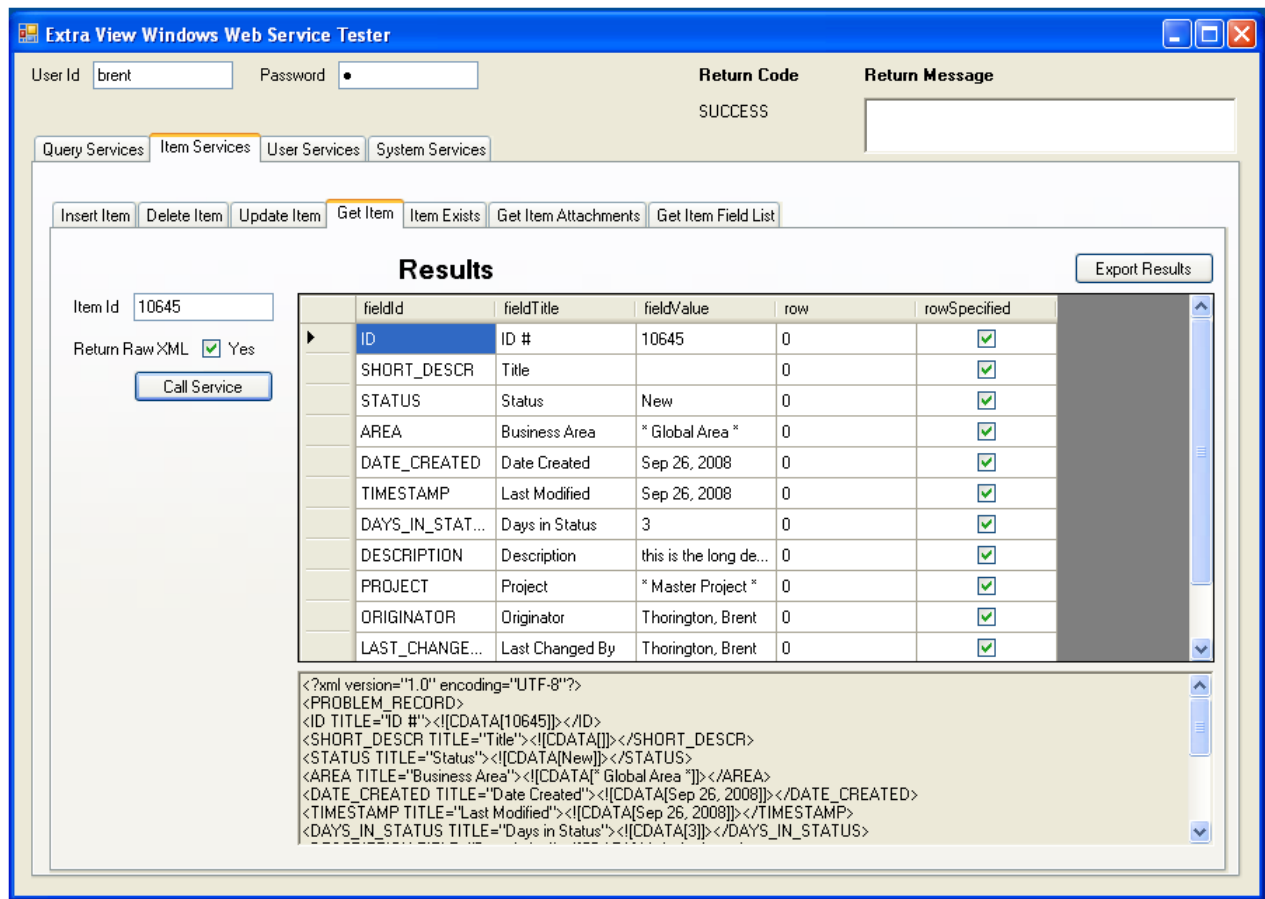 Extra View Windows Web Service Tester
User Id brent Password ● Return Code Return Message
SUCCESS
Query Services Item Services User Services System Services
Insert Item Delete Item Update Item Get Item Item Exists Get Item Attachments Get Item Field List
Results Export Results
Item Id 10645
Return Raw XML Yes
Call Service
fieldId fieldTitle fieldValue row rowSpecified
ID ID # 10645 0
SHORT_DESCR Title 0
STATUS Status New 0
AREA Business Area * Global Area * 0
DATE_CREATED Date Created Sep 26, 2008 0
TIMESTAMP Last Modified Sep 26, 2008 0
DAYS_IN_STAT... Days in Status 3 0
DESCRIPTION Description this is the long de... 0
PROJECT Project * Master Project * 0
ORIGINATOR Originator Thorington, Brent 0
LAST_CHANGE... Last Changed By Thorington, Brent 0
<?xml version="1.0" encoding="UTF-8"?>
<PROBLEM_RECORD>
<ID TITLE="ID #"><![CDATA[10645]]></ID>
<SHORT_DESCR TITLE="Title"><![CDATA[]]></SHORT_DESCR>
<STATUS TITLE="Status"><![CDATA[New]]></STATUS>
<AREA TITLE="Business Area"><![CDATA[* Global Area *]]></AREA>
<DATE_CREATED TITLE="Date Created"><![CDATA[Sep 26, 2008]]></DATE_CREATED>
<TIMESTAMP TITLE="Last Modified"><![CDATA[Sep 26, 2008]]></TIMESTAMP>
<DAYS_IN_STATUS TITLE="Days in Status"><![CDATA[3]]></DAYS_IN_STATUS>